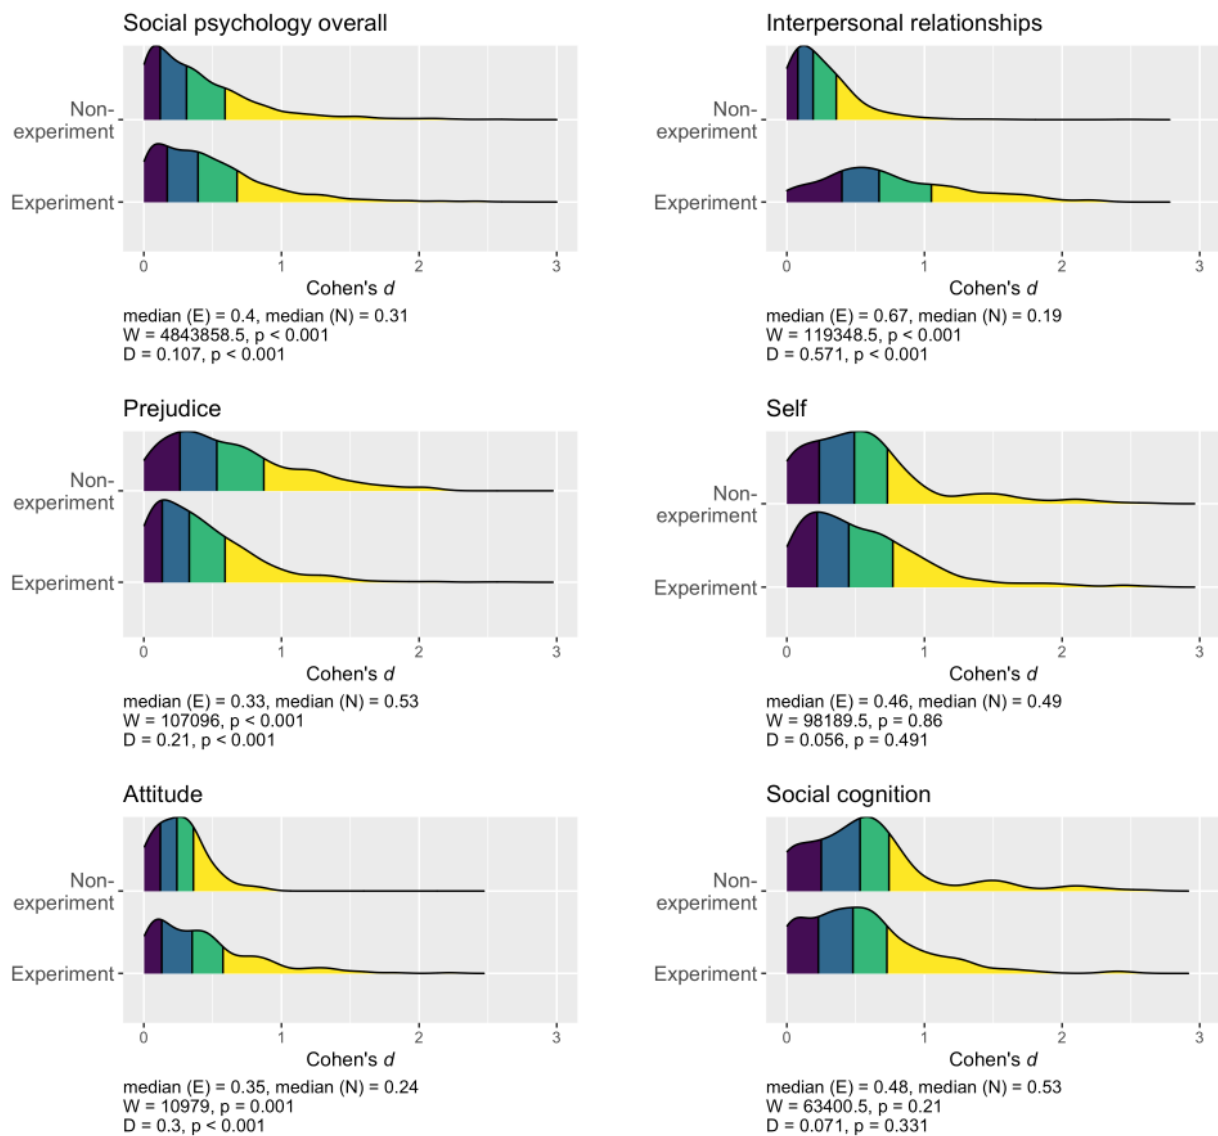 Social psychology overall
Non-
experiment
Experiment
0 1 2 3
Cohen's d
median (E) = 0.4, median (N) = 0.31
W = 4843858.5, p < 0.001
D = 0.107, p < 0.001
Interpersonal relationships
Non-
experiment
Experiment
0 1 2 3
Cohen's d
median (E) = 0.67, median (N) = 0.19
W = 119348.5, p < 0.001
D = 0.571, p < 0.001
Prejudice
Non-
experiment
Experiment
0 1 2 3
Cohen's d
median (E) = 0.33, median (N) = 0.53
W = 107096, p < 0.001
D = 0.21, p < 0.001
Self
Non-
experiment
Experiment
0 1 2 3
Cohen's d
median (E) = 0.46, median (N) = 0.49
W = 98189.5, p = 0.86
D = 0.056, p = 0.491
Attitude
Non-
experiment
Experiment
0 1 2 3
Cohen's d
median (E) = 0.35, median (N) = 0.24
W = 10979, p = 0.001
D = 0.3, p < 0.001
Social cognition
Non-
experiment
Experiment
0 1 2 3
Cohen's d
median (E) = 0.48, median (N) = 0.53
W = 63400.5, p = 0.21
D = 0.071, p = 0.331